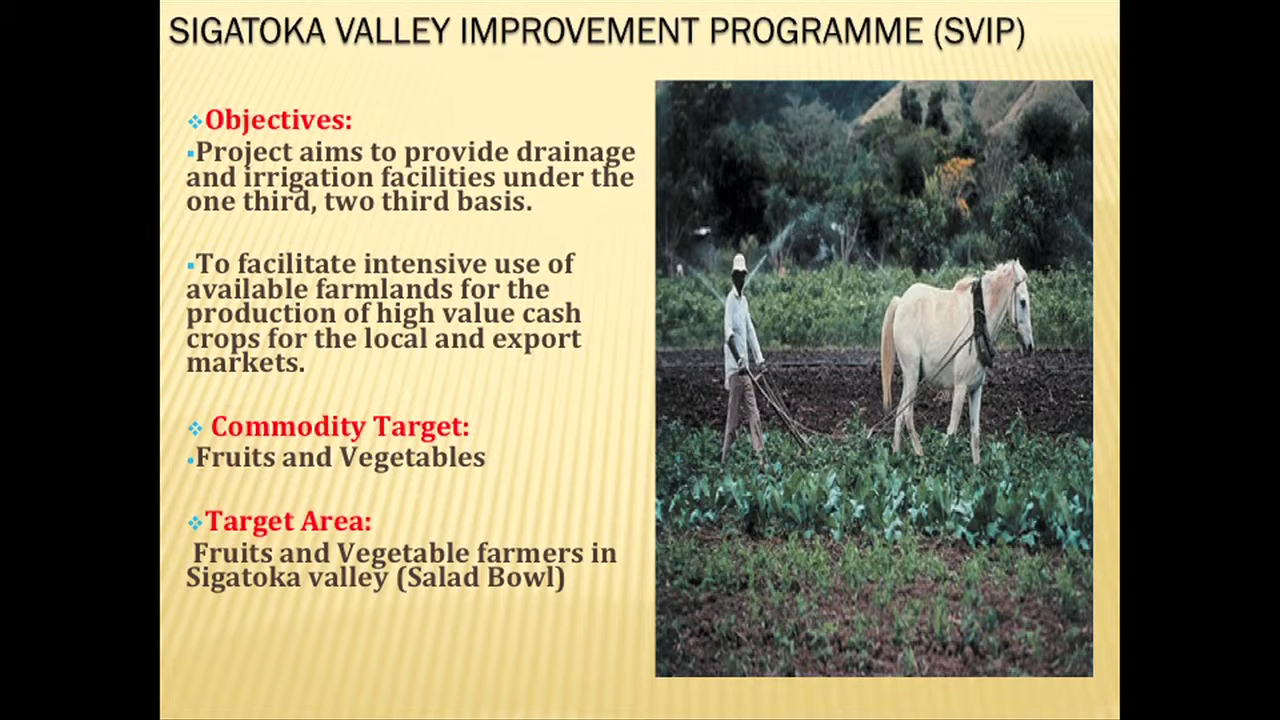 SIGATOKA VALLEY IMPROVEMENT PROGRAMME (SVIP)
Objectives:
Project aims to provide drainage
and irrigation facilities under the
one third, two third basis.
To facilitate intensive use of
available farmlands for the
production of high value cash
crops for the local and export
markets.
Commodity Target:
Fruits and Vegetables
Target Area:
Fruits and Vegetable farmers in
Sigatoka valley (Salad Bowl)